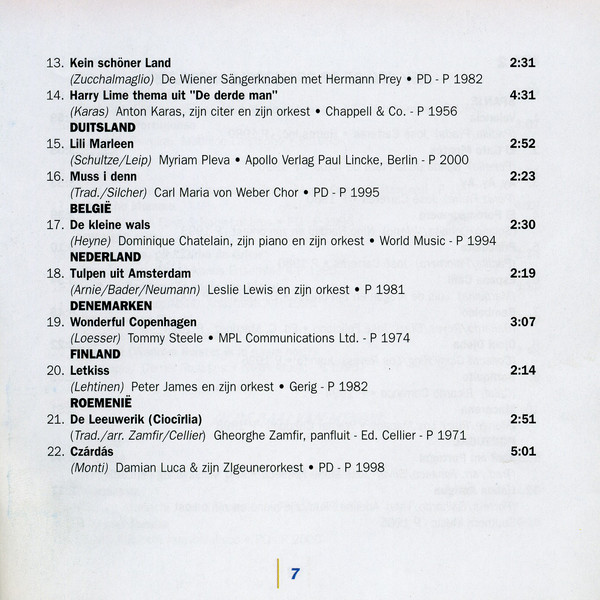 13. Kein schöner Land 2:31
(Zucchalmaglio) De Wiener Sängerknaben met Hermann Prey • PD - P 1982
14. Harry Lime thema uit "De derde man" 4:31
(Karas) Anton Karas, zijn citer en zijn orkest • Chappell & Co. - P 1956
DUITSLAND
15. Lili Marleen 2:52
(Schultze/Leip) Myriam Pleva • Apollo Verlag Paul Lincke, Berlin - P 2000
16. Muss i denn 2:23
(Trad./Silcher) Carl Maria von Weber Chor • PD - P 1995
BELGIË
17. De kleine wals 2:30
(Heyne) Dominique Chatelain, zijn piano en zijn orkest • World Music - P 1994
NEDERLAND
18. Tulpen uit Amsterdam 2:19
(Arnie/Bader/Neumann) Leslie Lewis en zijn orkest • P 1981
DENEMARKEN
19. Wonderful Copenhagen 3:07
(Loesser) Tommy Steele • MPL Communications Ltd. - P 1974
FINLAND
20. Letkiss 2:14
(Lehtinen) Peter James en zijn orkest • Gerig - P 1982
ROEMENIË
21. De Leeuwerik (Ciocîrlia) 2:51
(Trad./arr. Zamfir/Cellier) Gheorghe Zamfir, panfluit - Ed. Cellier - P 1971
22. Czárdás 5:01
(Monti) Damian Luca & zijn ZIgeunerorkest • PD - P 1998
7